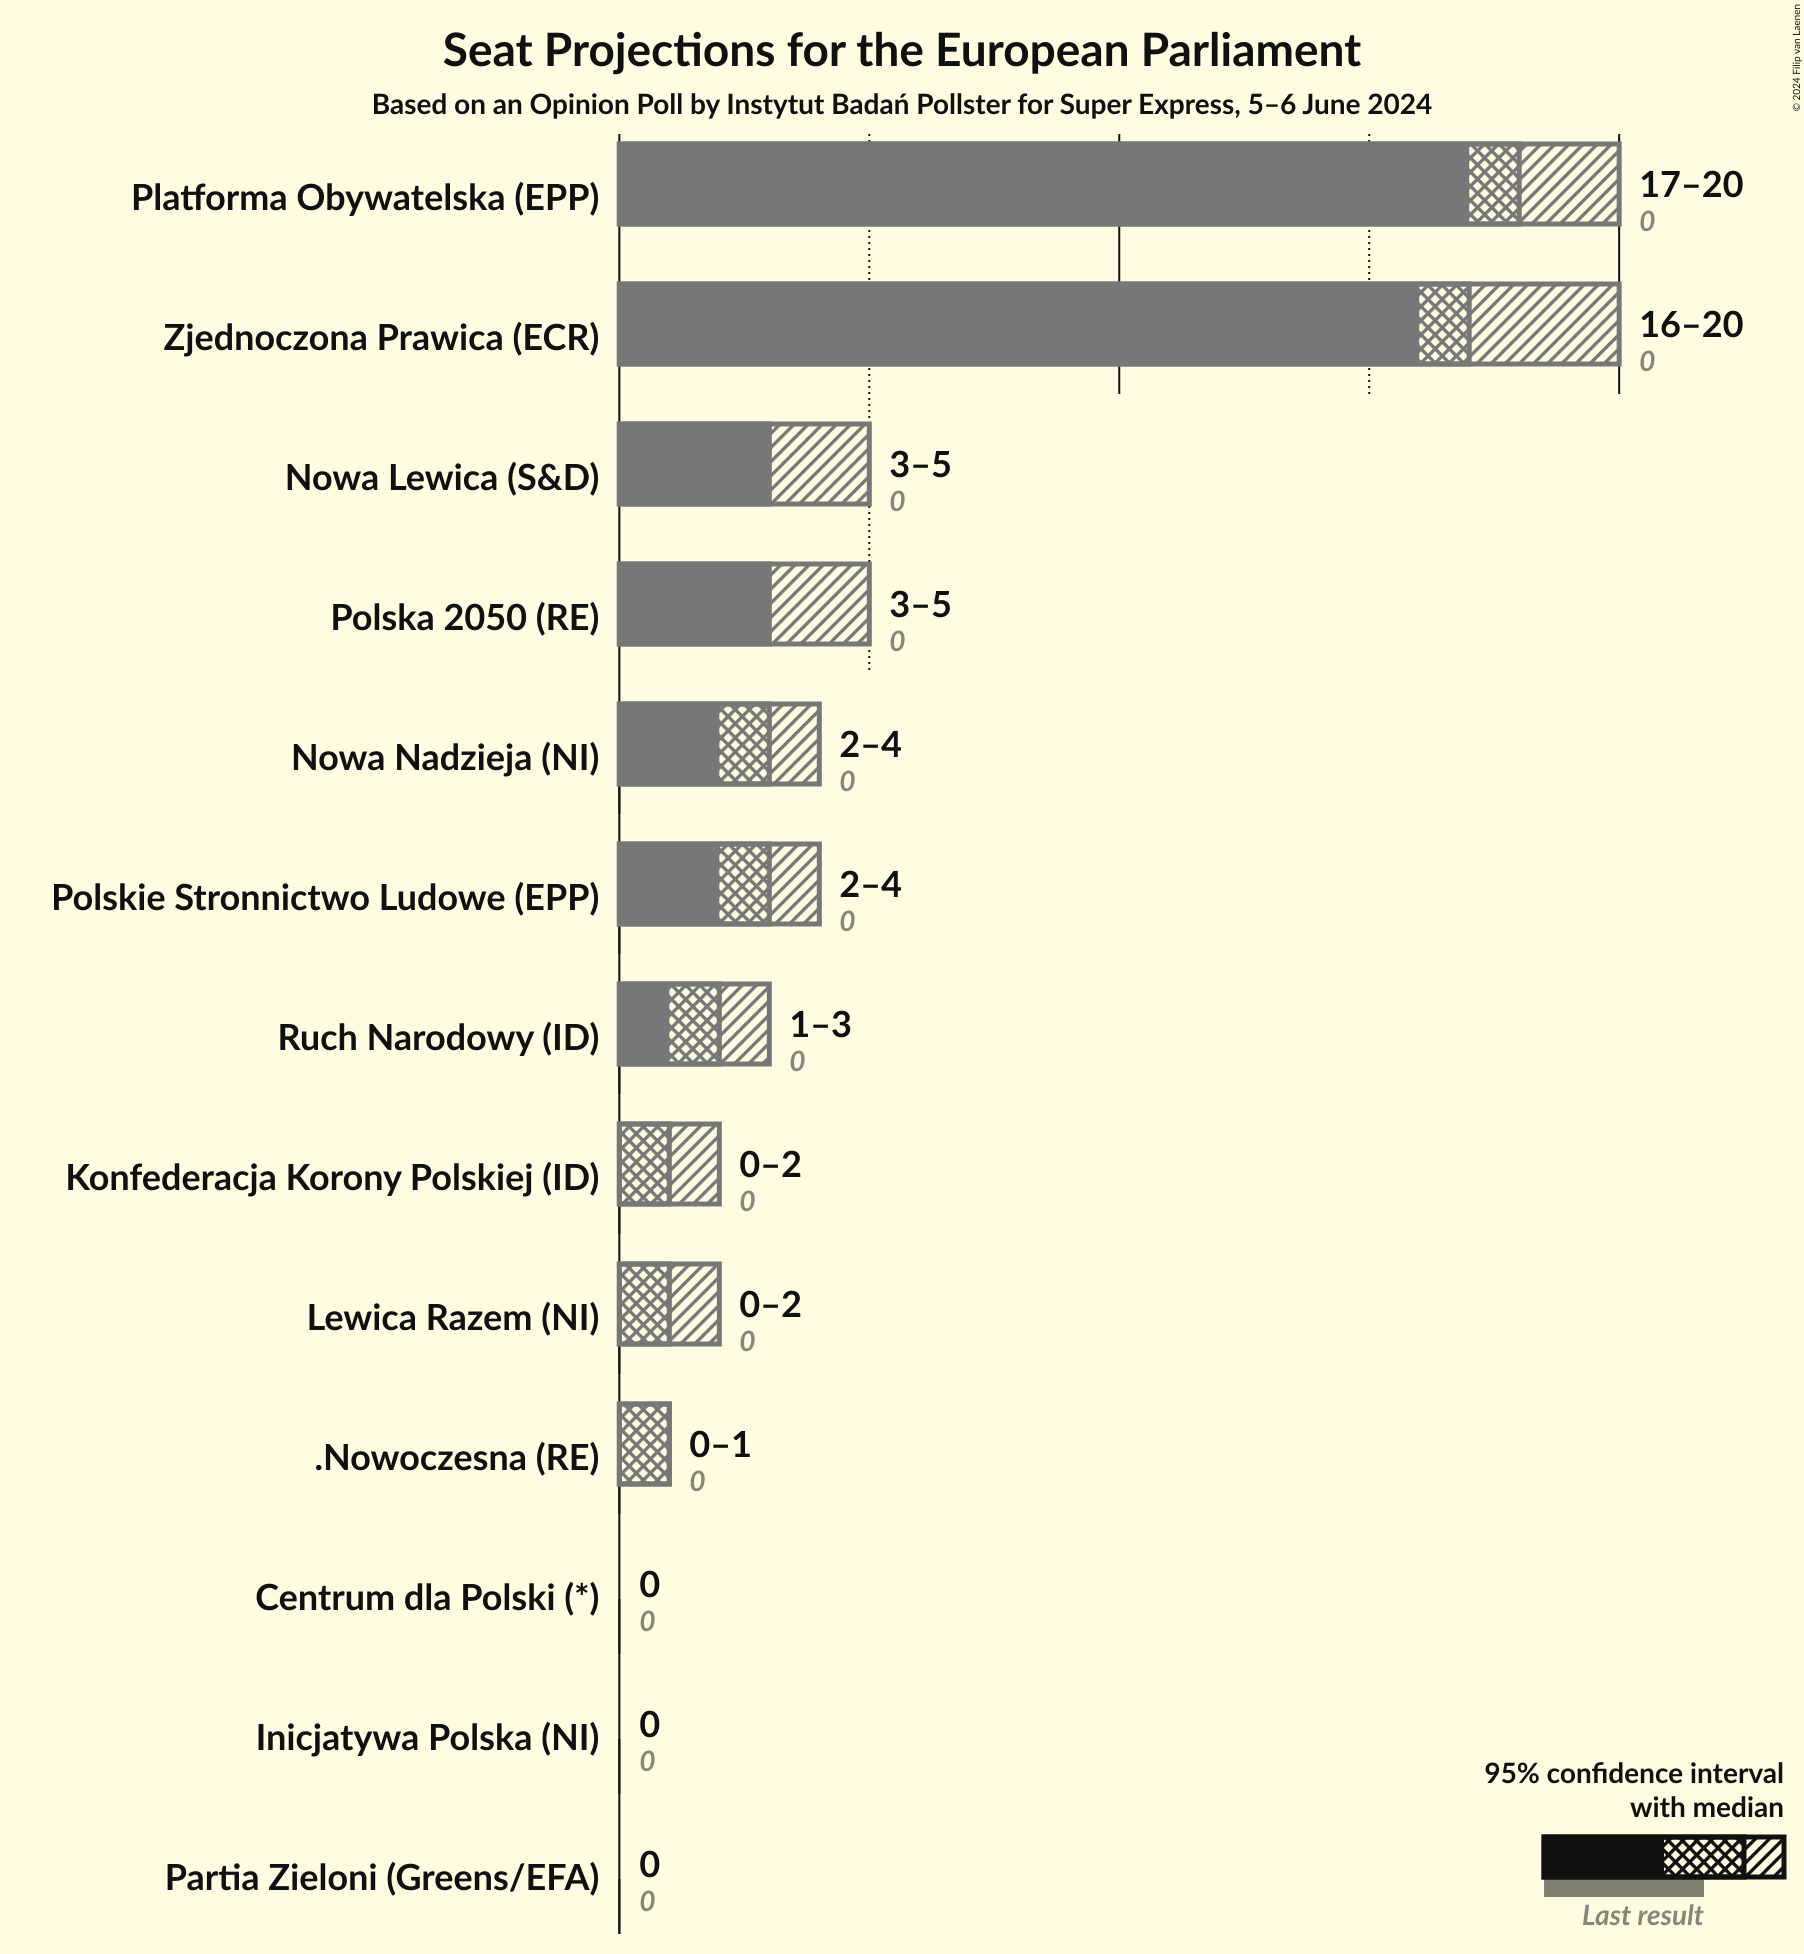 Seat Projections for the European Parliament
Based on an Opinion Poll by Instytut Badań Pollster for Super Express, 5–6 June 2024
© 2024 Filip van Laenen
Platforma Obywatelska (EPP)
17–20
0
Zjednoczona Prawica (ECR)
16–20
0
Nowa Lewica (S&D)
3–5
0
Polska 2050 (RE)
3–5
0
Nowa Nadzieja (NI)
2–4
0
Polskie Stronnictwo Ludowe (EPP)
2–4
0
Ruch Narodowy (ID)
1–3
0
Konfederacja Korony Polskiej (ID)
0–2
0
Lewica Razem (NI)
0–2
0
.Nowoczesna (RE)
0–1
0
Centrum dla Polski (*)
0
0
Inicjatywa Polska (NI)
0
0
Partia Zieloni (Greens/EFA)
0
0
95% confidence interval
with median
Last result